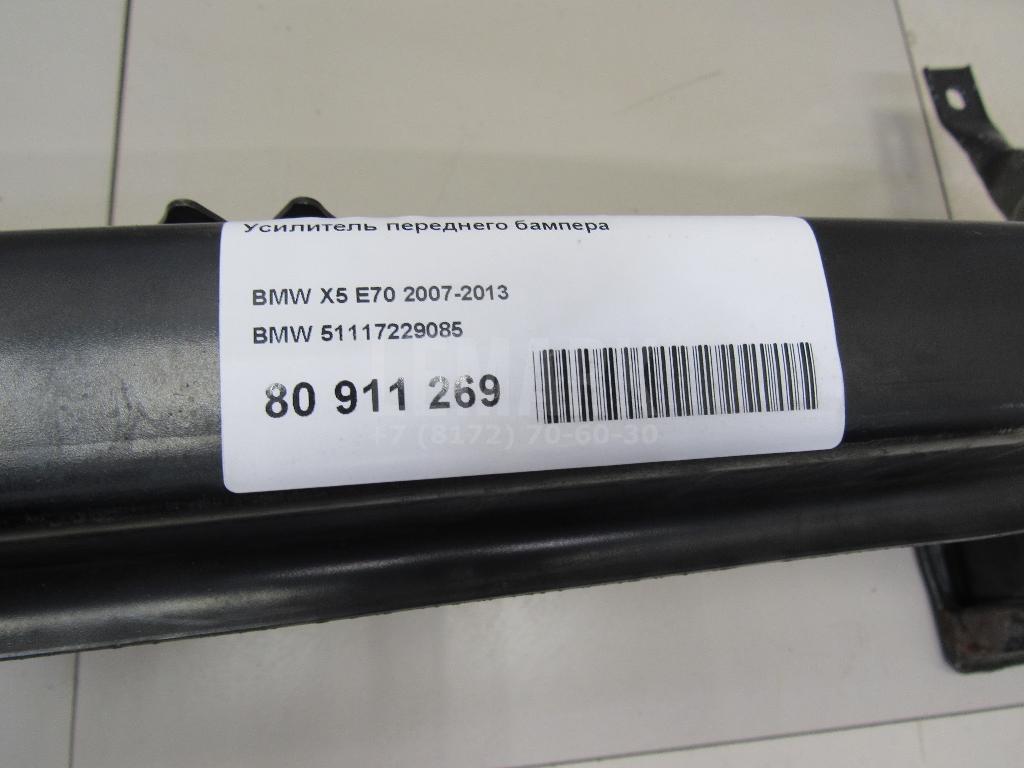 Усилитель переднего бампера
BMW X5 E70 2007-2013
BMW 51117229085
80 911 269
+7 (8172) 70-60-30